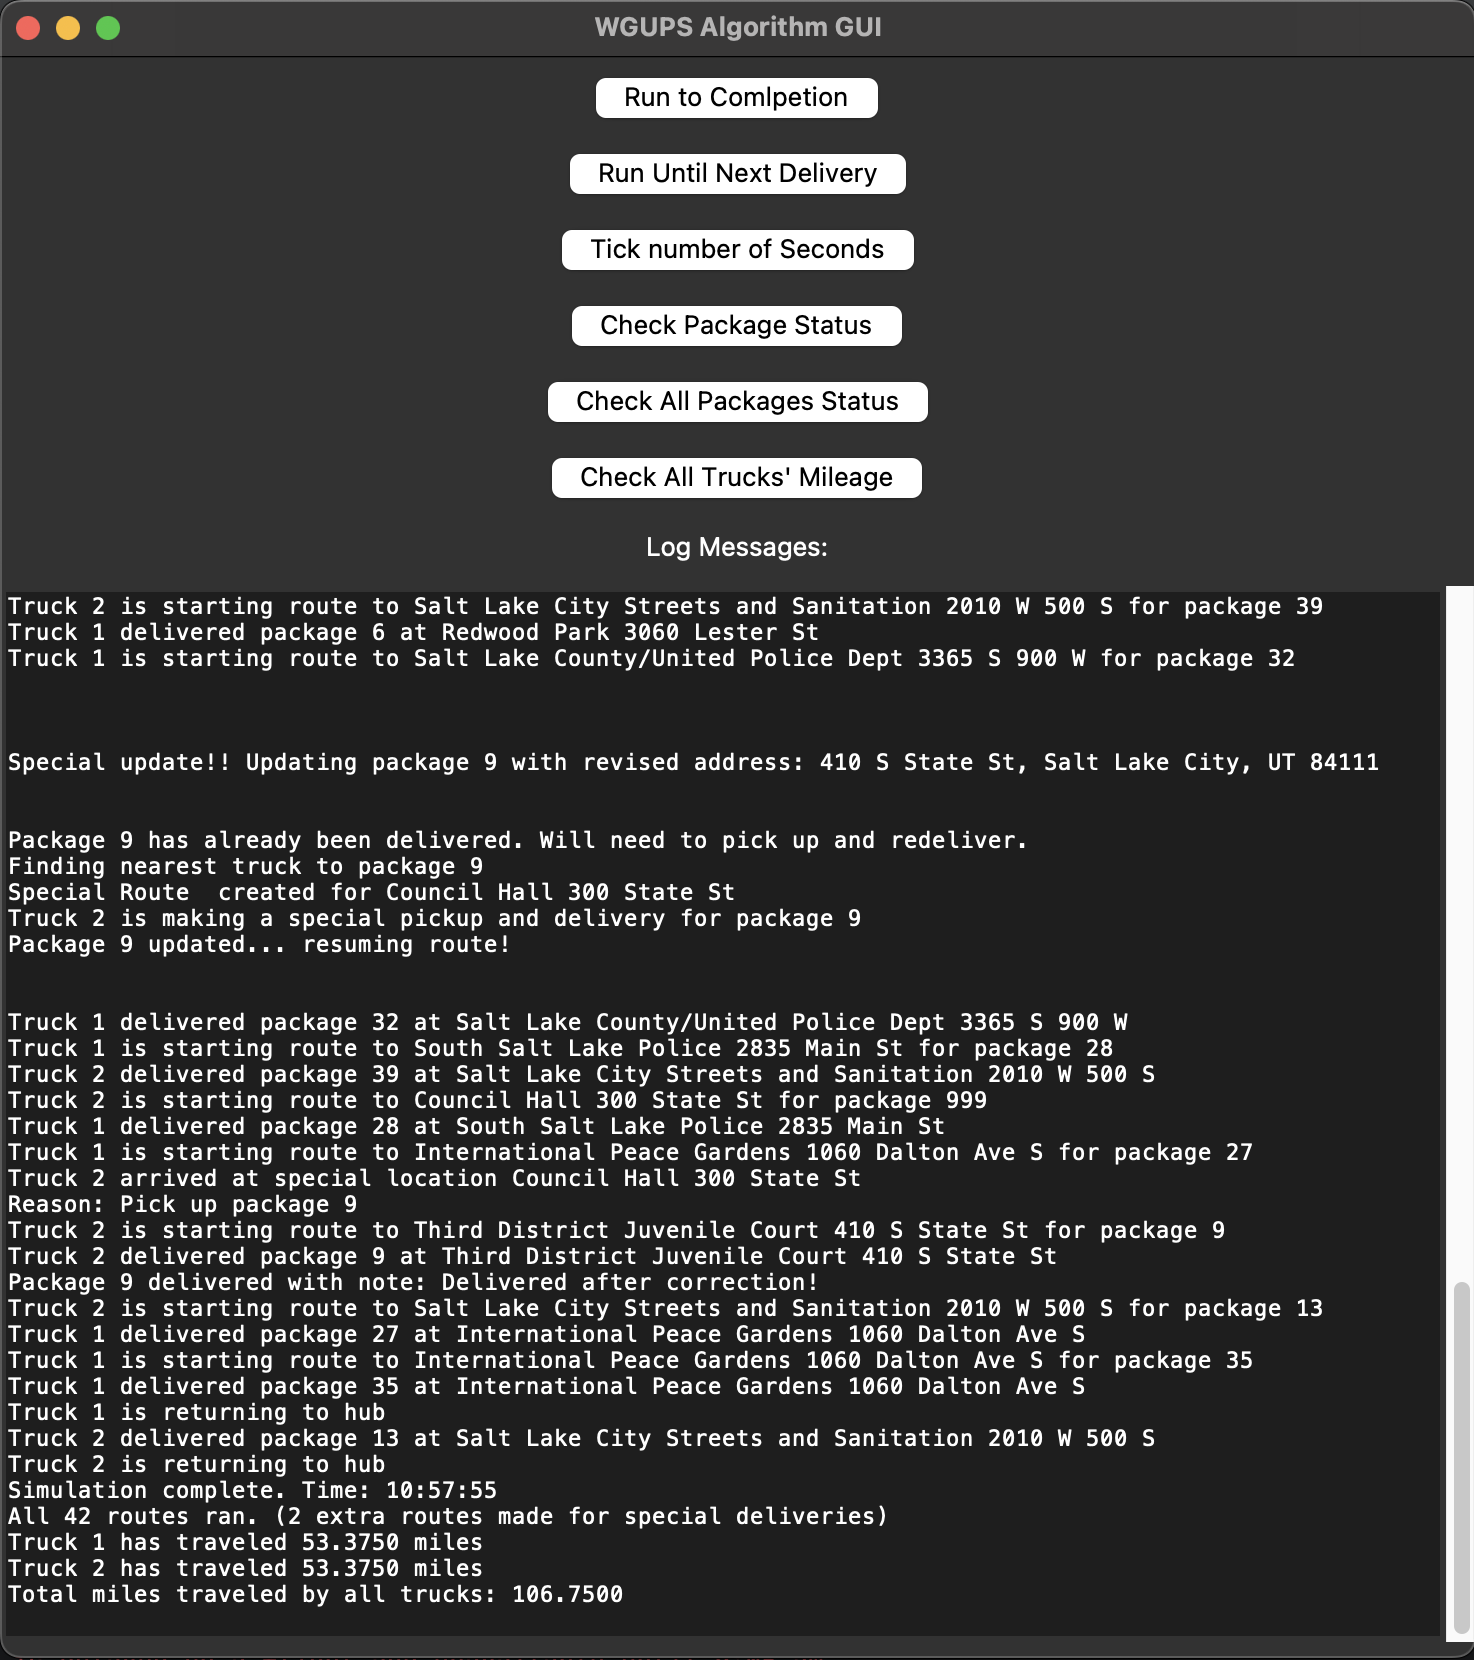 WGUPS Algorithm GUI
Run to Comlpetion
Run Until Next Delivery
Tick number of Seconds
Check Package Status
Check All Packages Status
Check All Trucks' Mileage
Log Messages:
Truck 2 is starting route to Salt Lake City Streets and Sanitation 2010 W 500 S for package 39
Truck 1 delivered package 6 at Redwood Park 3060 Lester St
Truck 1 is starting route to Salt Lake County/United Police Dept 3365 S 900 W for package 32
Special update!! Updating package 9 with revised address: 410 S State St, Salt Lake City, UT 84111
Package 9 has already been delivered. Will need to pick up and redeliver.
Finding nearest truck to package 9
Special Route  created for Council Hall 300 State St
Truck 2 is making a special pickup and delivery for package 9
Package 9 updated... resuming route!
Truck 1 delivered package 32 at Salt Lake County/United Police Dept 3365 S 900 W
Truck 1 is starting route to South Salt Lake Police 2835 Main St for package 28
Truck 2 delivered package 39 at Salt Lake City Streets and Sanitation 2010 W 500 S
Truck 2 is starting route to Council Hall 300 State St for package 999
Truck 1 delivered package 28 at South Salt Lake Police 2835 Main St
Truck 1 is starting route to International Peace Gardens 1060 Dalton Ave S for package 27
Truck 2 arrived at special location Council Hall 300 State St
Reason: Pick up package 9
Truck 2 is starting route to Third District Juvenile Court 410 S State St for package 9
Truck 2 delivered package 9 at Third District Juvenile Court 410 S State St
Package 9 delivered with note: Delivered after correction!
Truck 2 is starting route to Salt Lake City Streets and Sanitation 2010 W 500 S for package 13
Truck 1 delivered package 27 at International Peace Gardens 1060 Dalton Ave S
Truck 1 is starting route to International Peace Gardens 1060 Dalton Ave S for package 35
Truck 1 delivered package 35 at International Peace Gardens 1060 Dalton Ave S
Truck 1 is returning to hub
Truck 2 delivered package 13 at Salt Lake City Streets and Sanitation 2010 W 500 S
Truck 2 is returning to hub
Simulation complete. Time: 10:57:55
All 42 routes ran. (2 extra routes made for special deliveries)
Truck 1 has traveled 53.3750 miles
Truck 2 has traveled 53.3750 miles
Total miles traveled by all trucks: 106.7500